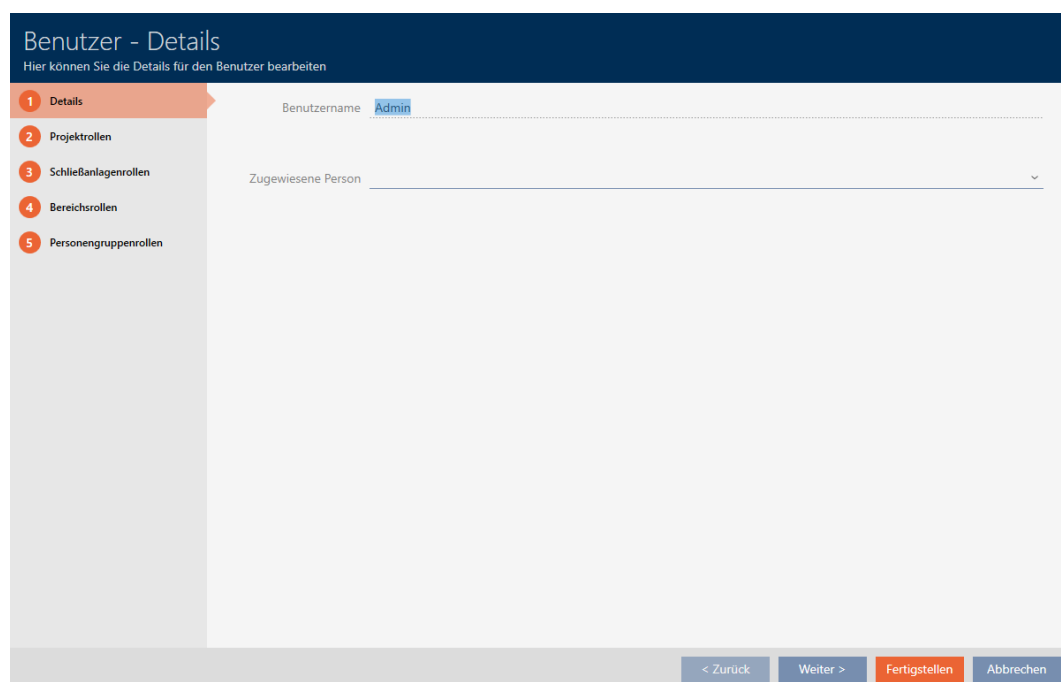 Benutzer - Details
Hier können Sie die Details für den Benutzer bearbeiten
1 Details
2 Projektrollen
3 Schließanlagenrollen
4 Bereichsrollen
5 Personengruppenrollen
Benutzername Admin
Zugewiesene Person
< Zurück Weiter > Fertigstellen Abbrechen